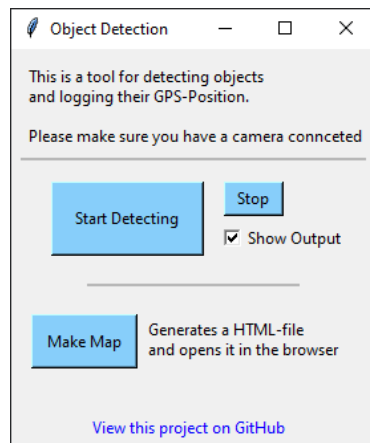 Object Detection
This is a tool for detecting objects
and logging their GPS-Position.
Please make sure you have a camera connceted
Start Detecting
Stop
Show Output
Make Map
Generates a HTML-file
and opens it in the browser
View this project on GitHub